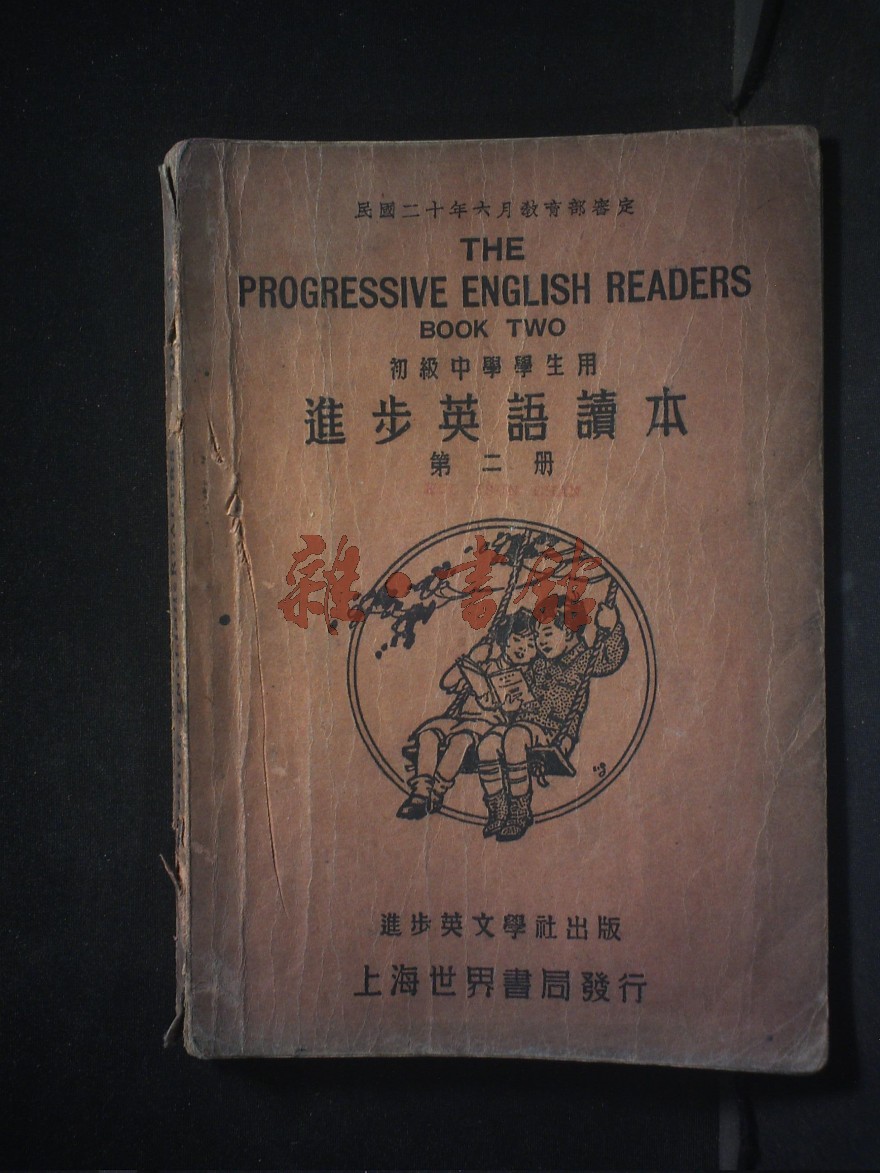 民國二十年六月教育部審定
THE
PROGRESSIVE ENGLISH READERS
BOOK TWO
初級中學學生用
進步英語讀本
第二册
雜·書館
進步英文學社出版
上海世界書局發行